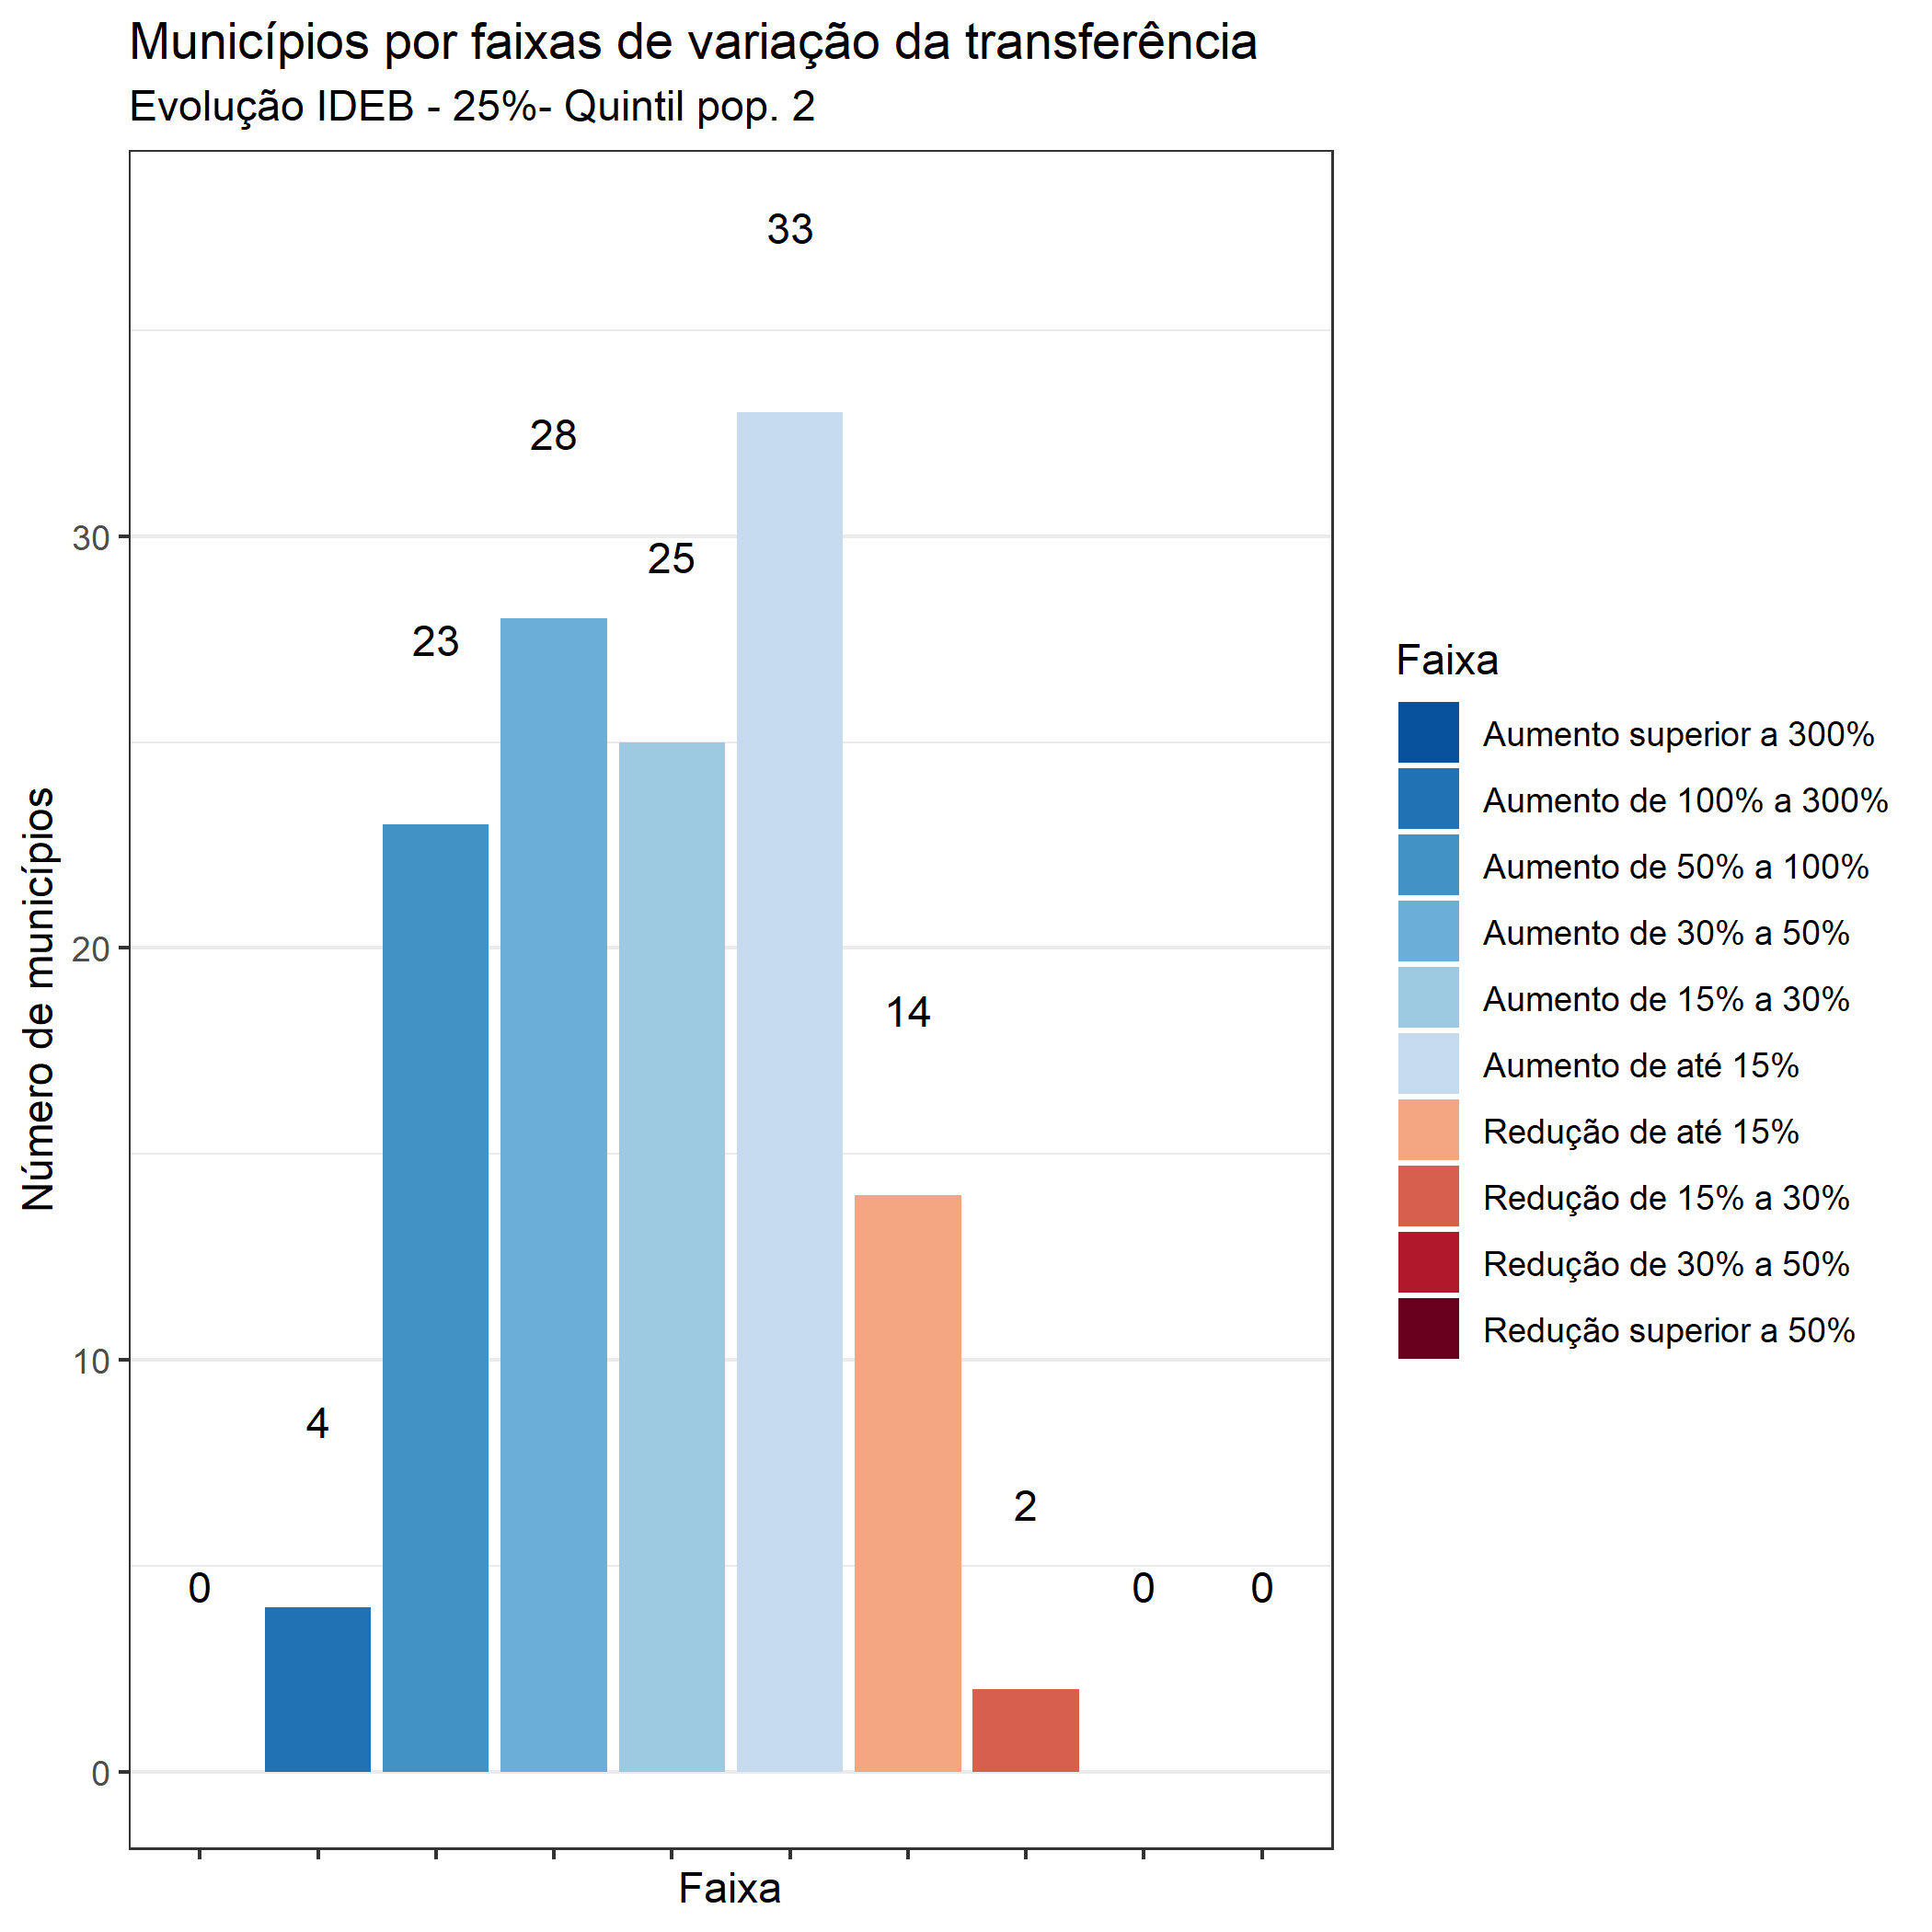 Municípios por faixas de variação da transferência
Evolução IDEB - 25%- Quintil pop. 2
Número de municípios
30
20
10
0
0
4
23
28
25
33
14
2
0
0
Faixa
Faixa
Aumento superior a 300%
Aumento de 100% a 300%
Aumento de 50% a 100%
Aumento de 30% a 50%
Aumento de 15% a 30%
Aumento de até 15%
Redução de até 15%
Redução de 15% a 30%
Redução de 30% a 50%
Redução superior a 50%